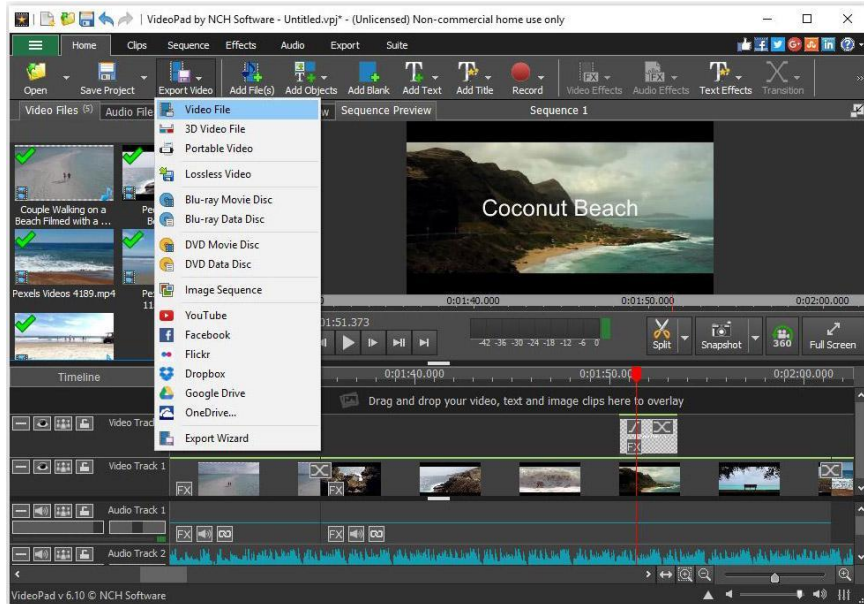 VideoPad by NCH Software - Untitled.vpj* - (Unlicensed) Non-commercial home use only
Home Clips Sequence Effects Audio Export Suite
Open Save Project Export Video Add File(s) Add Objects Add Blank Add Text Add Title Record Video Effects Audio Effects Text Effects Transition
Video Files (5) Audio File Sequence Preview Sequence 1
Video File
3D Video File
Portable Video
Lossless Video
Blu-ray Movie Disc
Blu-ray Data Disc
DVD Movie Disc
DVD Data Disc
Image Sequence
YouTube
Facebook
Flickr
Dropbox
Google Drive
OneDrive...
Export Wizard
Couple Walking on a
Beach Filmed with a ...
Pexels Videos 4189.mp4
Coconut Beach
0:01:40.000 0:01:50.000 0:02:00.000
01:51.373
-42 -36 -30 -24 -18 -12 -6 0
Split Snapshot 360 Full Screen
Timeline
0:01:40.000 0:01:50.00 0:02:00.000
Drag and drop your video, text and image clips here to overlay
Video Trac
FX
Video Track 1
FX FX
Audio Track 1
FX FX
Audio Track 2
VideoPad v 6.10 © NCH Software